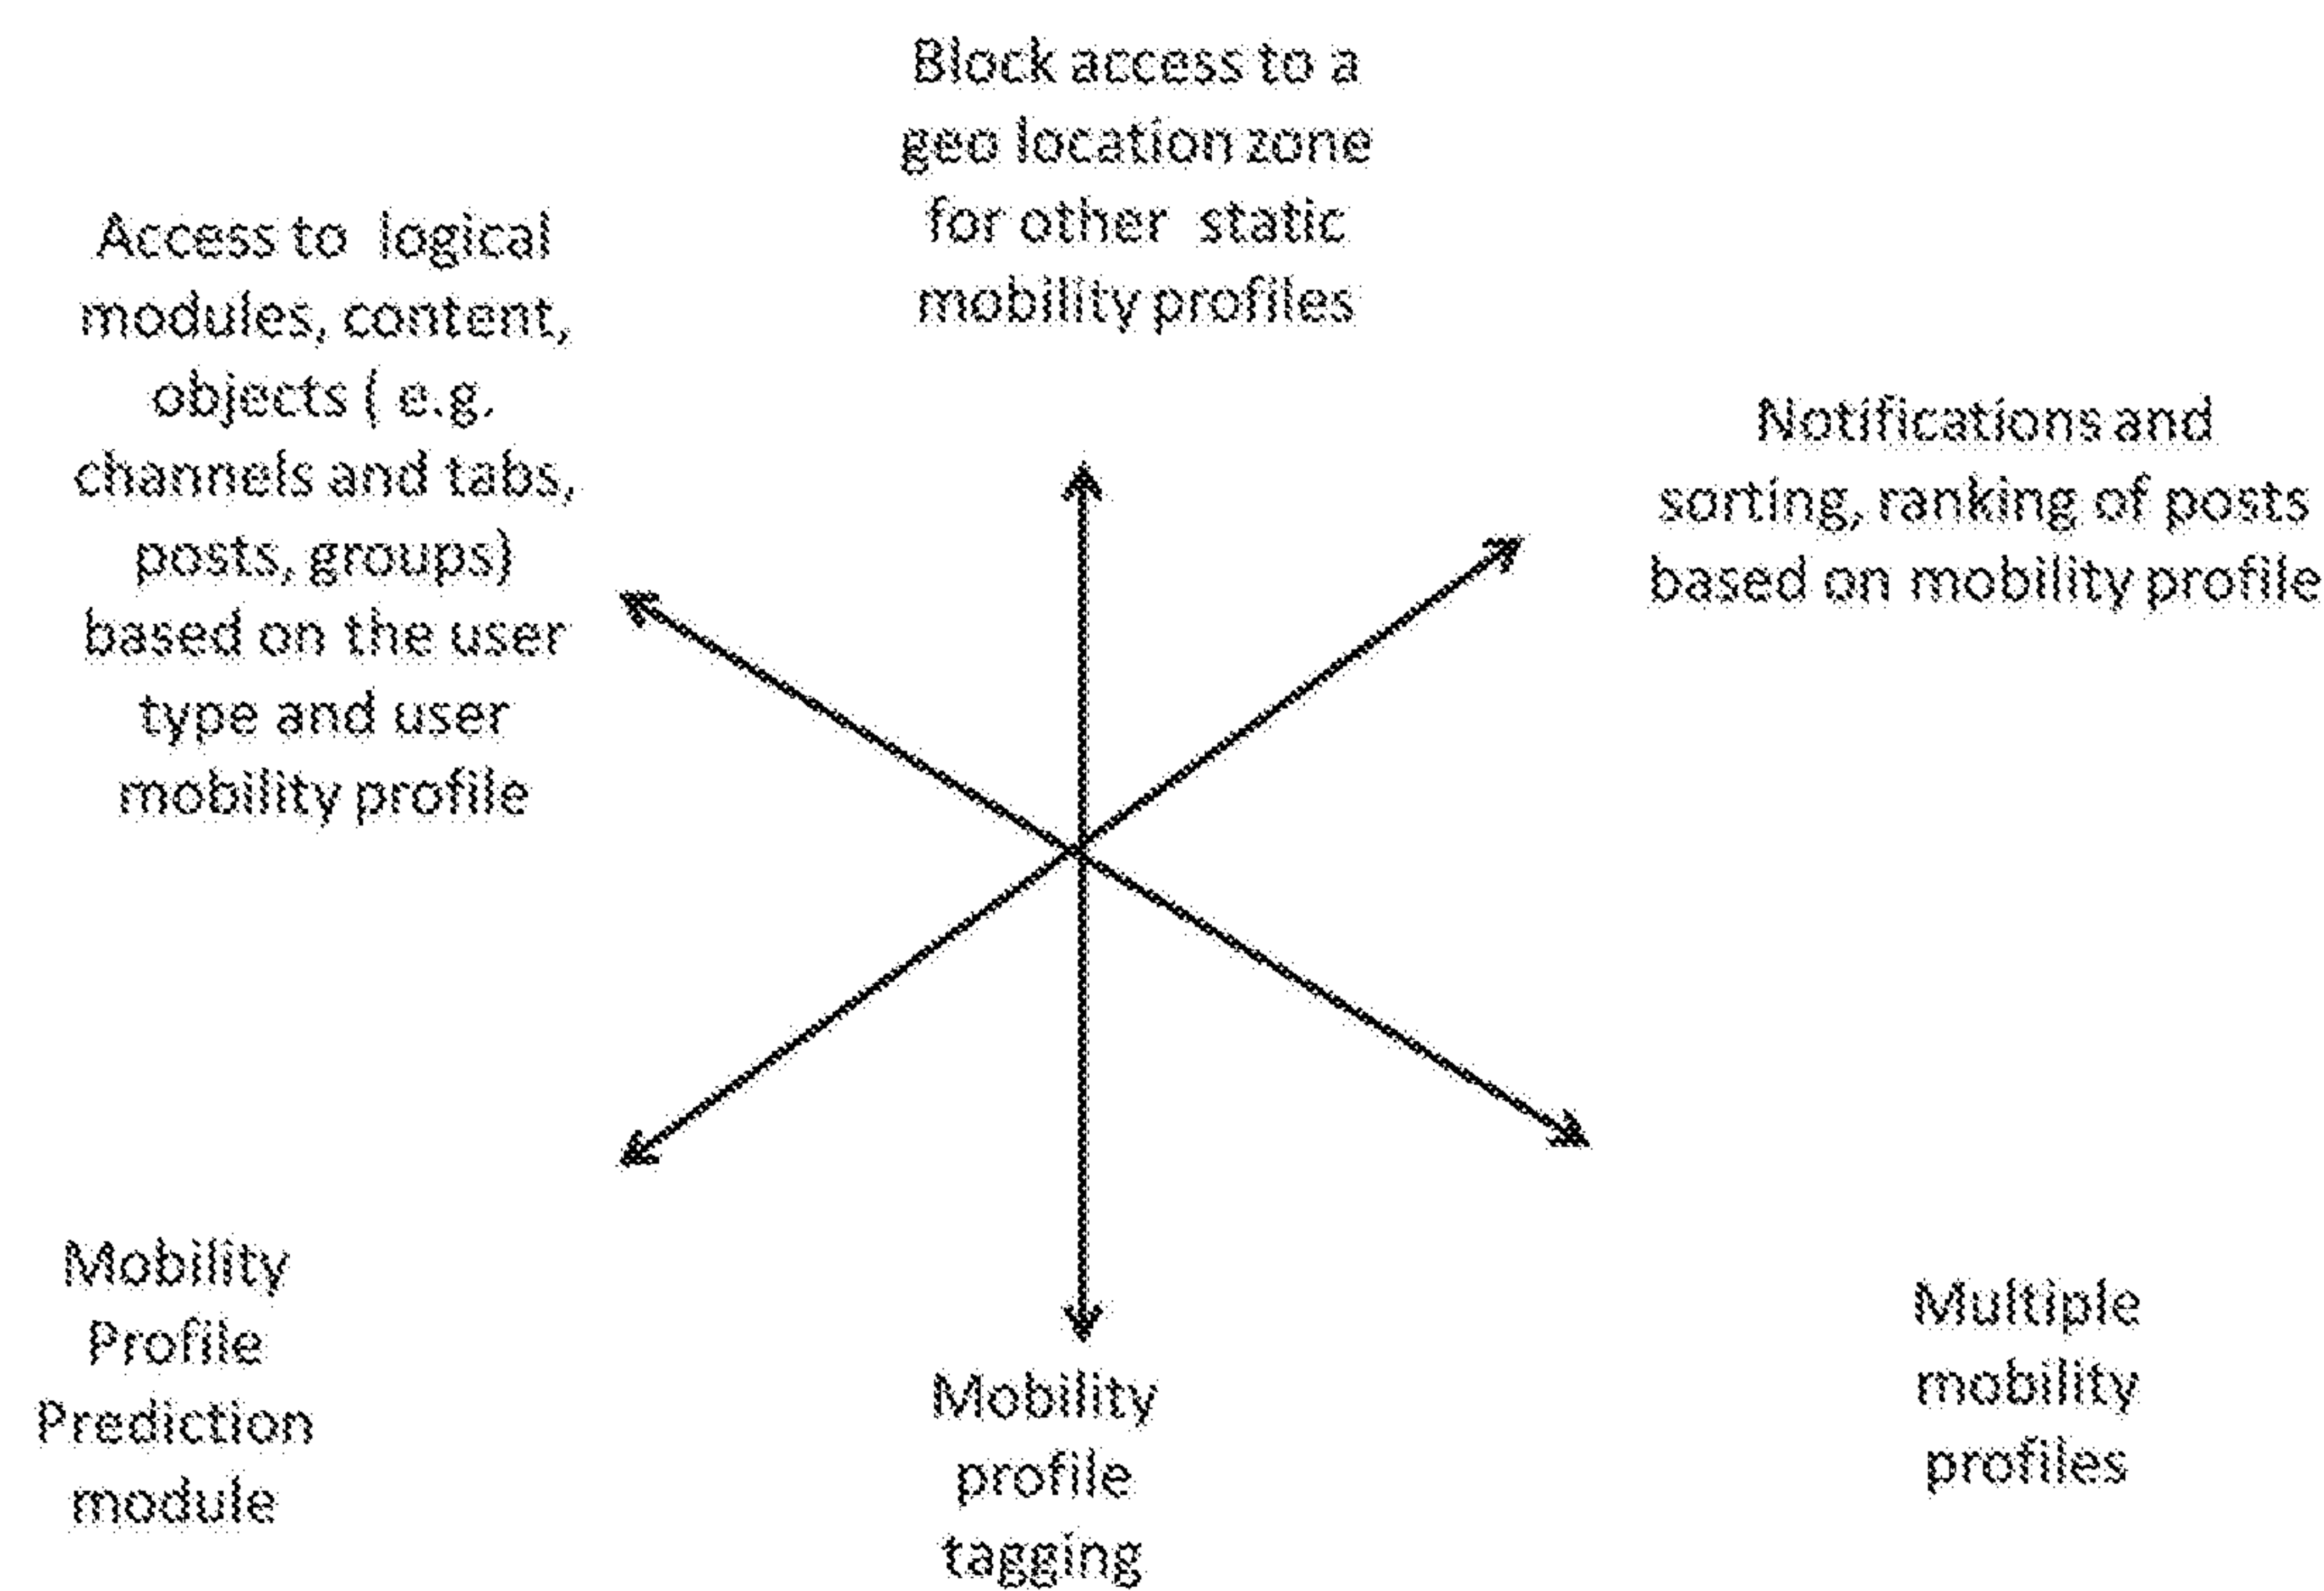 Block access to a
geo location zone
for other static
mobility profiles
Access to logical
modules, content,
objects ( e.g.
channels and tabs,
posts, groups)
based on the user
type and user
mobility profile
Notifications and
sorting, ranking of posts
based on mobility profile
Mobility
Profile
Prediction
module
Mobility
profile
tagging
Multiple
mobility
profiles